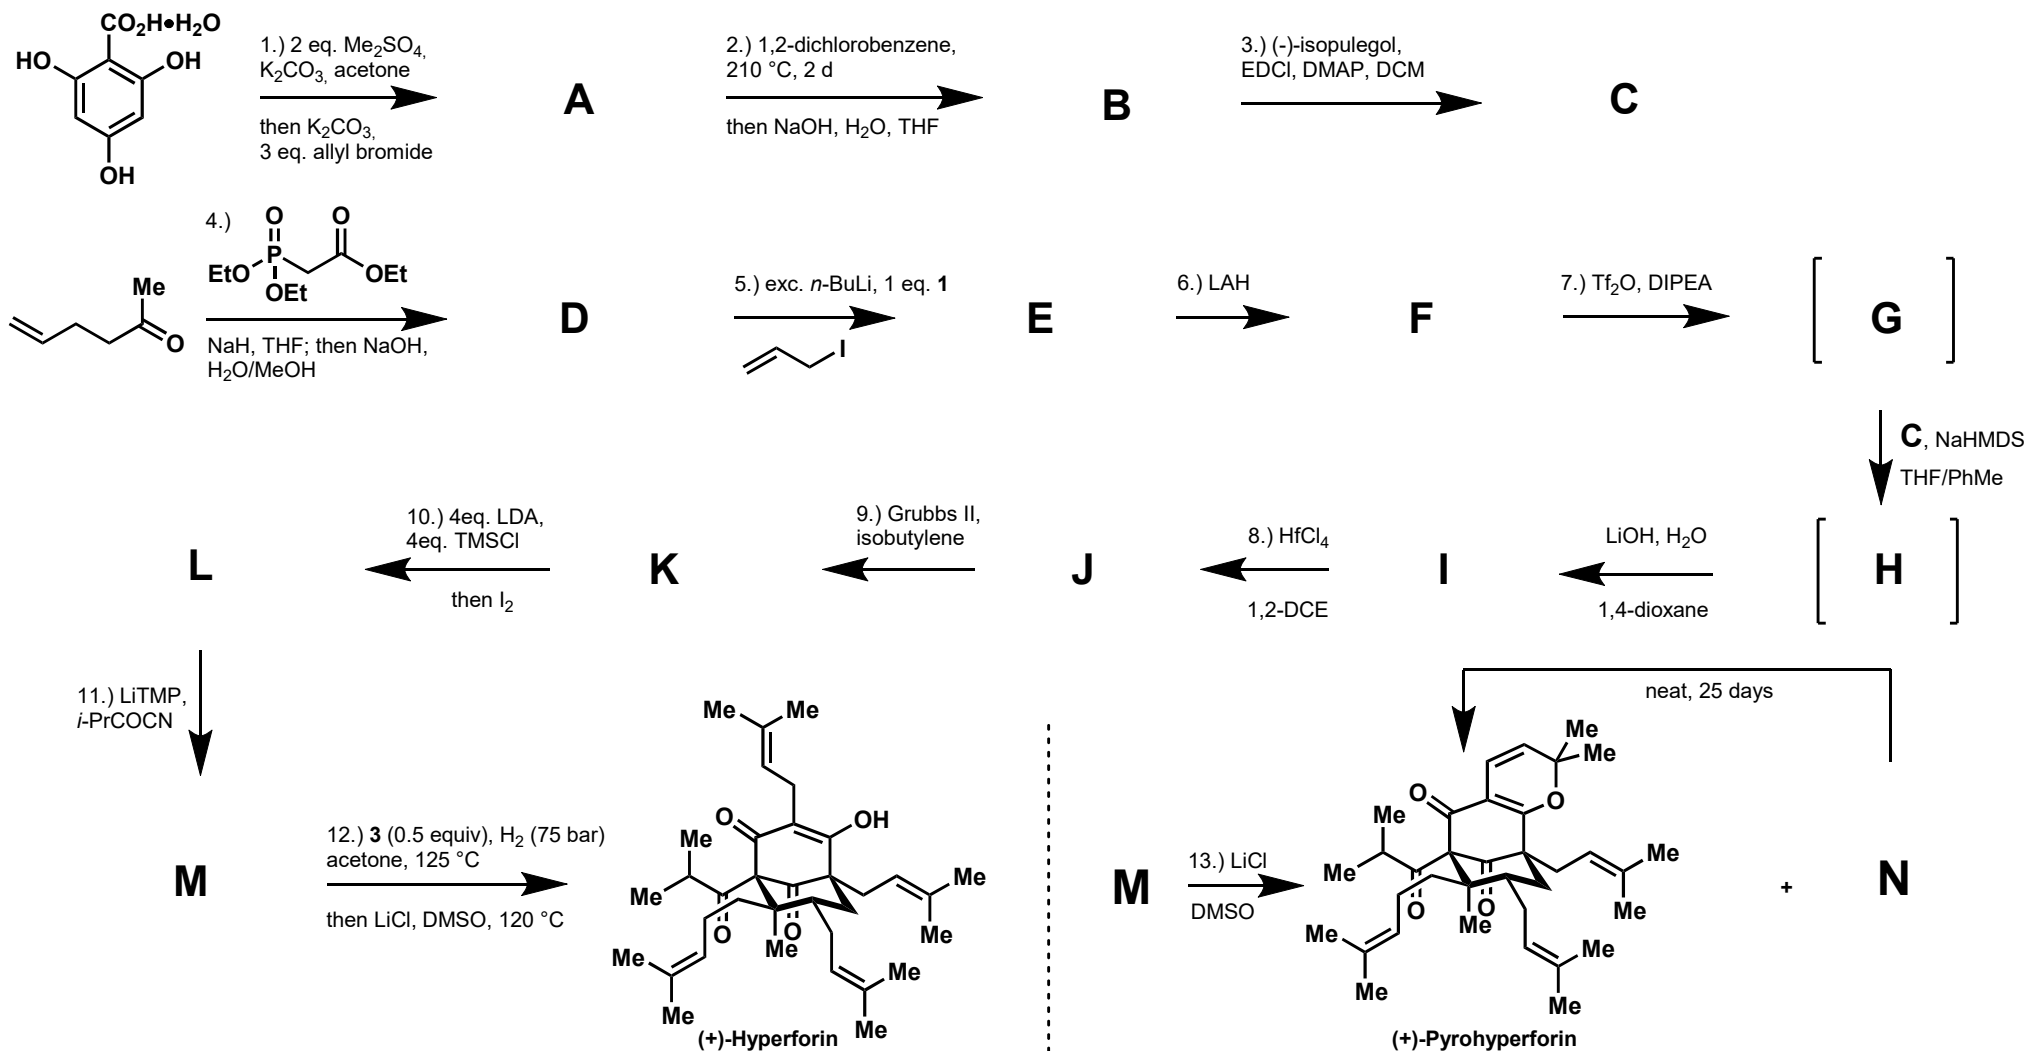 CO2H•H2O
HO
OH
OH
1.) 2 eq. Me2SO4,
K2CO3, acetone
then K2CO3,
3 eq. allyl bromide
A
2.) 1,2-dichlorobenzene,
210 °C, 2 d
then NaOH, H2O, THF
B
3.) (-)-isopulegol,
EDCl, DMAP, DCM
C
Me
O
4.)
O
O
P
EtO
OEt
OEt
NaH, THF; then NaOH,
H2O/MeOH
D
5.) exc. n-BuLi, 1 eq. 1
I
E
6.) LAH
F
7.) Tf2O, DIPEA
G
C, NaHMDS
THF/PhMe
H
LiOH, H2O
1,4-dioxane
I
8.) HfCl4
1,2-DCE
J
9.) Grubbs II,
isobutylene
K
10.) 4eq. LDA,
4eq. TMSCl
then I2
L
11.) LiTMP,
i-PrCOCN
M
12.) 3 (0.5 equiv), H2 (75 bar)
acetone, 125 °C
then LiCl, DMSO, 120 °C
Me
Me
O
OH
Me
Me
Me
Me
O
O
Me
Me
Me
Me
Me
(+)-Hyperforin
M
13.) LiCl
DMSO
Me
Me
O
O
Me
Me
Me
Me
O
O
Me
Me
Me
Me
Me
(+)-Pyrohyperforin
+
N
neat, 25 days